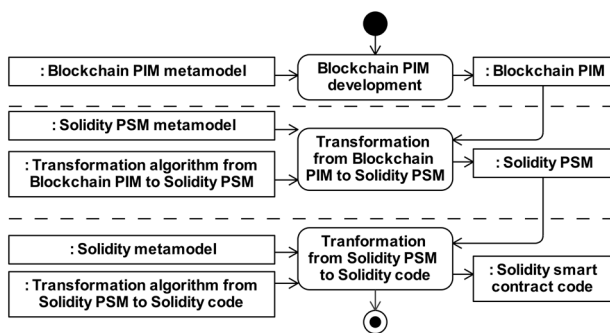 : Blockchain PIM metamodel
Blockchain PIM
development
: Blockchain PIM
: Solidity PSM metamodel
: Transformation algorithm from
Blockchain PIM to Solidity PSM
Transformation
from Blockchain
PIM to Solidity PSM
: Solidity PSM
: Solidity metamodel
: Transformation algorithm from
Solidity PSM to Solidity code
Tranformation
from Solidity PSM
to Solidity code
: Solidity smart
contract code